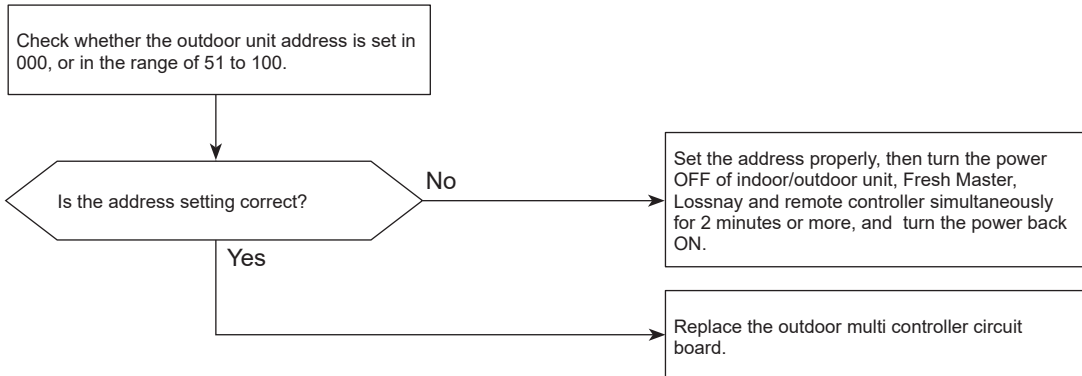 Check whether the outdoor unit address is set in
000, or in the range of 51 to 100.
Is the address setting correct?
No
Set the address properly, then turn the power
OFF of indoor/outdoor unit, Fresh Master,
Lossnay and remote controller simultaneously
for 2 minutes or more, and  turn the power back
ON.
Yes
Replace the outdoor multi controller circuit
board.